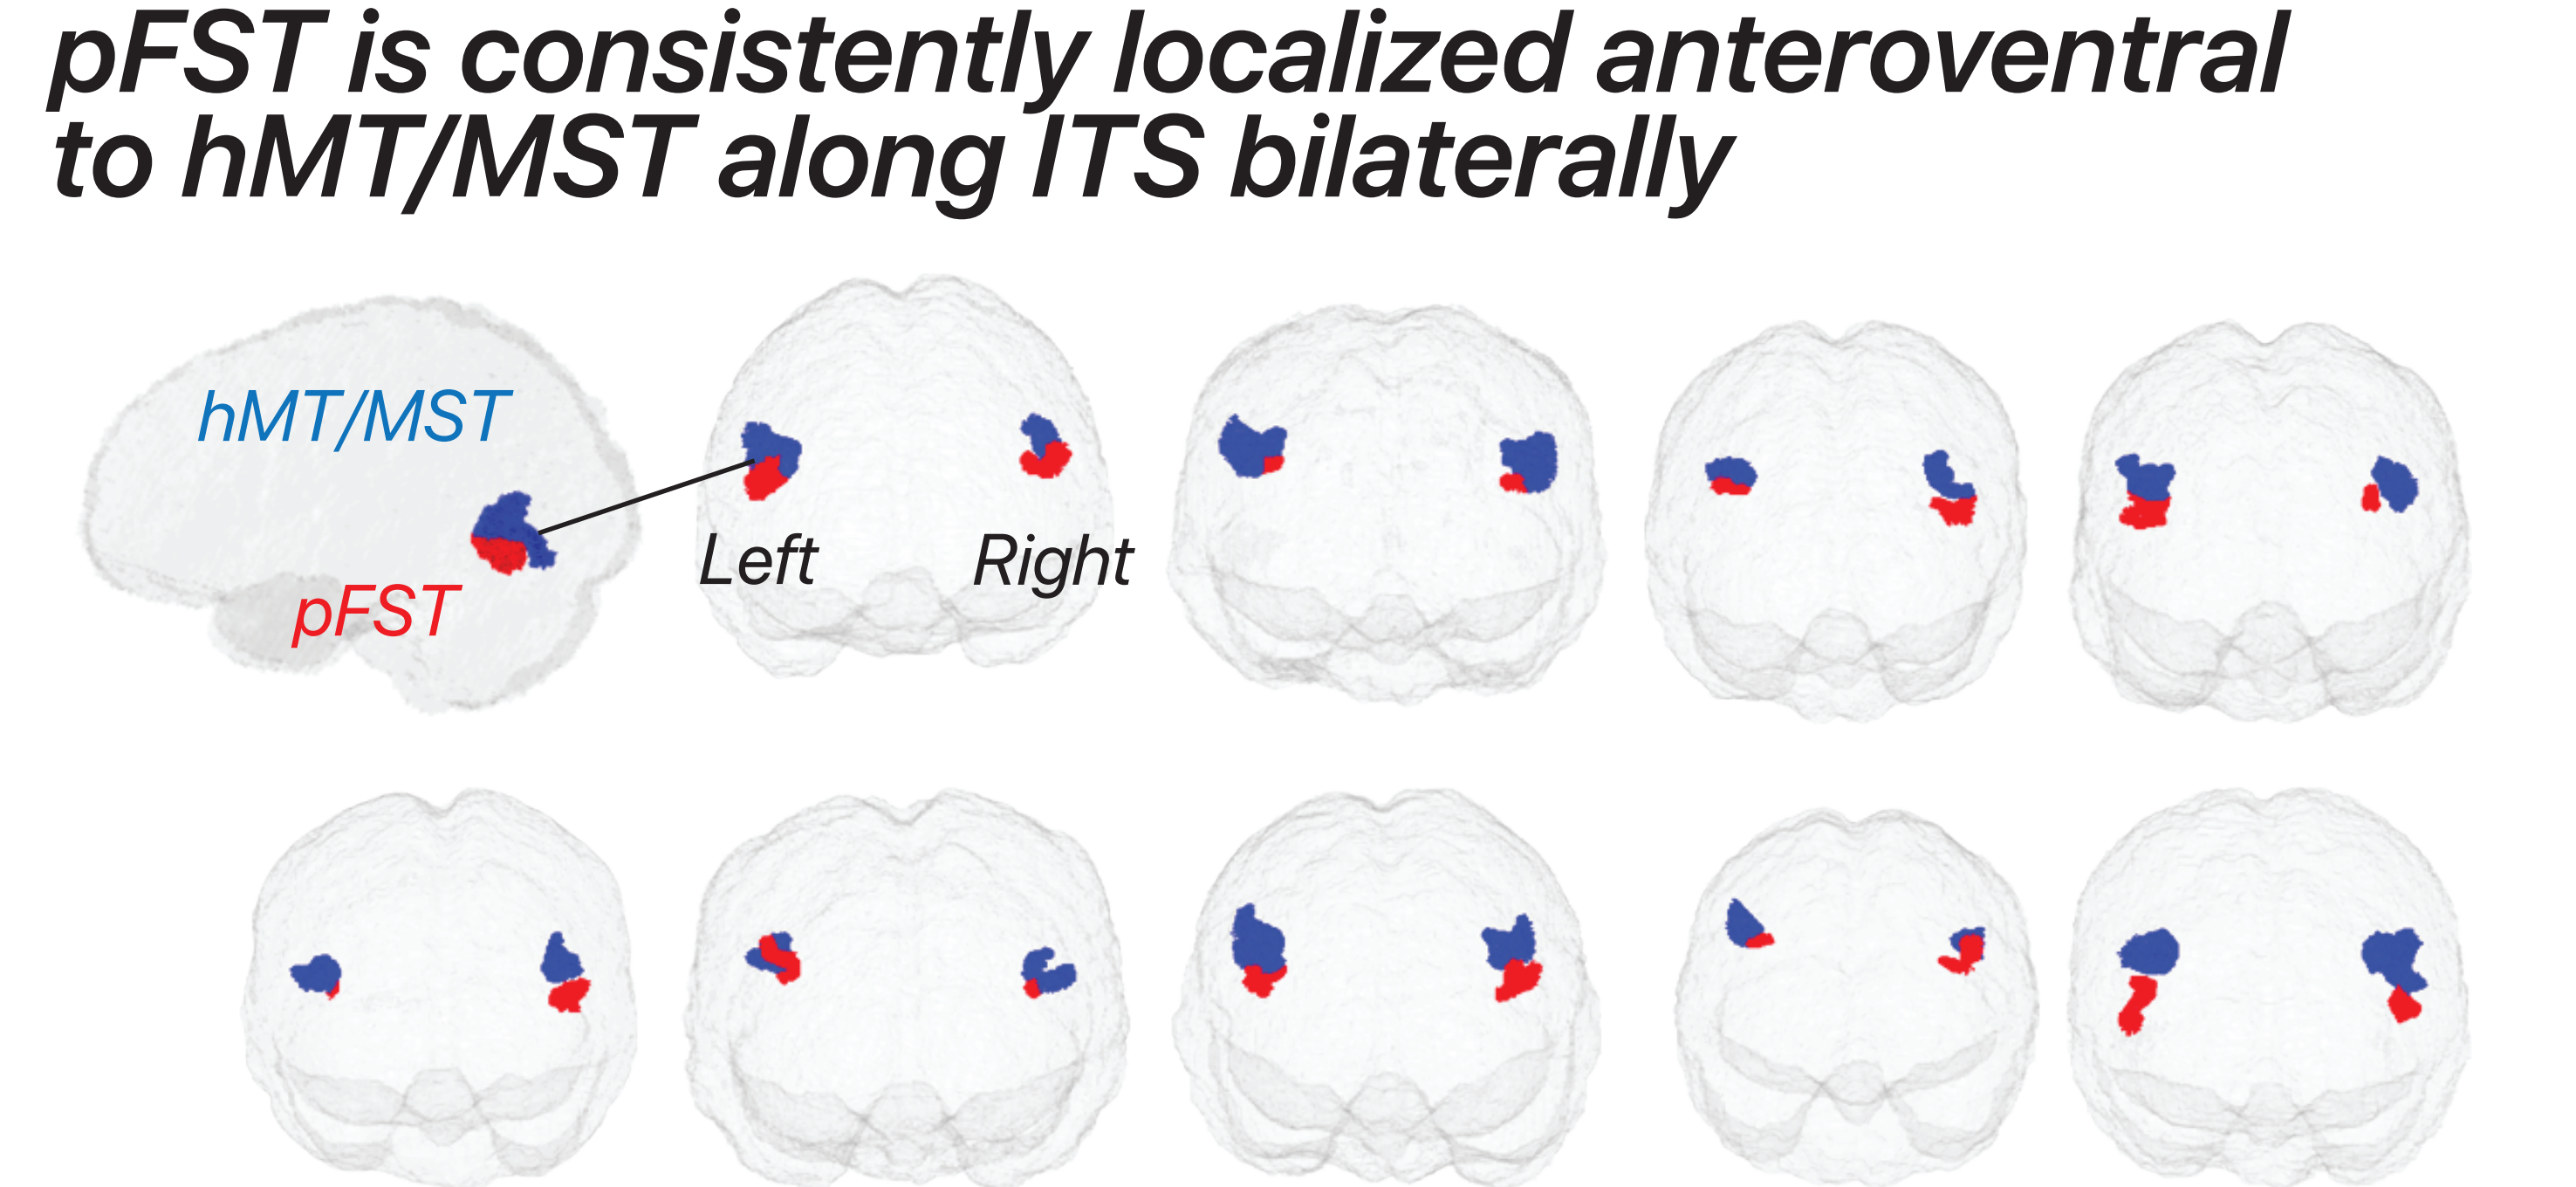 pFST is consistently localized anteroventral
to hMT/MST along ITS bilaterally
hMT/MST
pFST
Left
Right